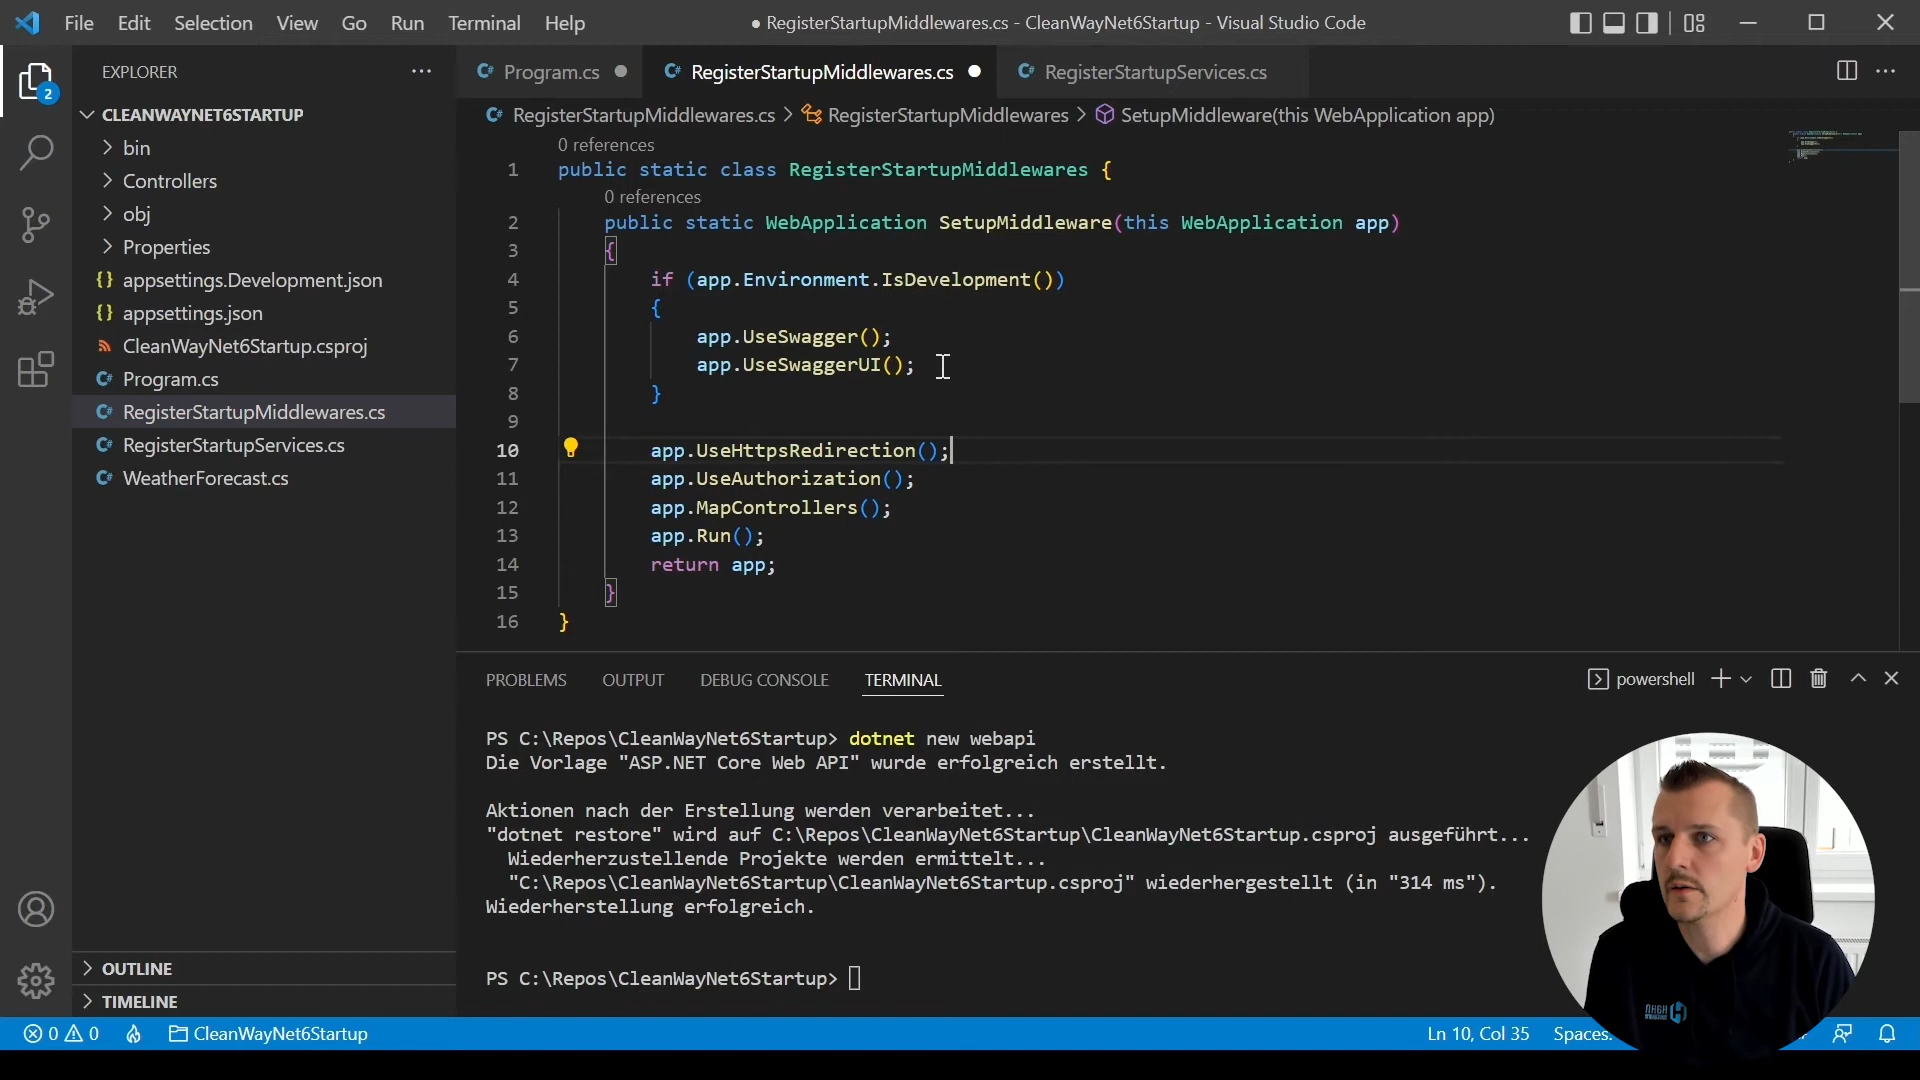 File Edit Selection View Go Run Terminal Help
● RegisterStartupMiddlewares.cs - CleanWayNet6Startup - Visual Studio Code
2
EXPLORER
CLEANWAYNET6STARTUP
bin
Controllers
obj
Properties
{} appsettings.Development.json
{} appsettings.json
CleanWayNet6Startup.csproj
C# Program.cs
C# RegisterStartupMiddlewares.cs
C# RegisterStartupServices.cs
C# WeatherForecast.cs
OUTLINE
TIMELINE
C# Program.cs ● C# RegisterStartupMiddlewares.cs ● C# RegisterStartupServices.cs
C# RegisterStartupMiddlewares.cs > RegisterStartupMiddlewares > SetupMiddleware(this WebApplication app)
0 references
1 public static class RegisterStartupMiddlewares {
0 references
2 public static WebApplication SetupMiddleware(this WebApplication app)
3 {
4 if (app.Environment.IsDevelopment())
5 {
6 app.UseSwagger();
7 app.UseSwaggerUI();
8 }
9
10 app.UseHttpsRedirection();
11 app.UseAuthorization();
12 app.MapControllers();
13 app.Run();
14 return app;
15 }
16 }
PROBLEMS OUTPUT DEBUG CONSOLE TERMINAL
powershell
PS C:\Repos\CleanWayNet6Startup> dotnet new webapi
Die Vorlage "ASP.NET Core Web API" wurde erfolgreich erstellt.
Aktionen nach der Erstellung werden verarbeitet...
"dotnet restore" wird auf C:\Repos\CleanWayNet6Startup\CleanWayNet6Startup.csproj ausgeführt...
Wiederherzustellende Projekte werden ermittelt...
"C:\Repos\CleanWayNet6Startup\CleanWayNet6Startup.csproj" wiederhergestellt (in "314 ms").
Wiederherstellung erfolgreich.
PS C:\Repos\CleanWayNet6Startup>
0 0 CleanWayNet6Startup
Ln 10, Col 35 Spaces: